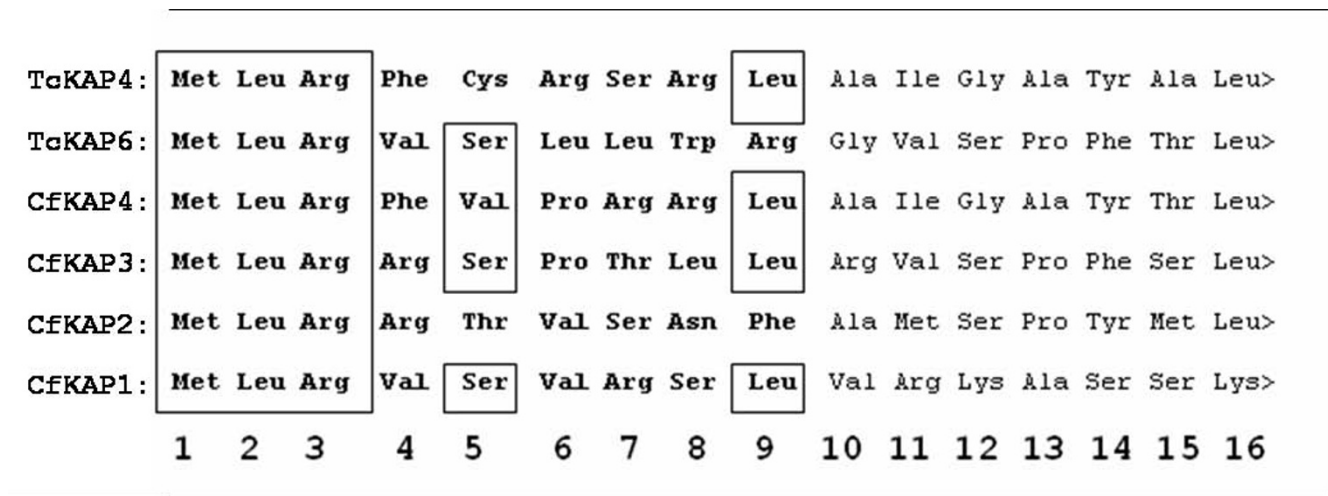 TcKAP4: Met Leu Arg Phe Cys Arg Ser Arg Leu Ala Ile Gly Ala Tyr Ala Leu>
TcKAP6: Met Leu Arg Val Ser Leu Leu Trp Arg Gly Val Ser Pro Phe Thr Leu>
CfKAP4: Met Leu Arg Phe Val Pro Arg Arg Leu Ala Ile Gly Ala Tyr Thr Leu>
CfKAP3: Met Leu Arg Arg Ser Pro Thr Leu Leu Arg Val Ser Pro Phe Ser Leu>
CfKAP2: Met Leu Arg Arg Thr Val Ser Asn Phe Ala Met Ser Pro Tyr Met Leu>
CfKAP1: Met Leu Arg Val Ser Val Arg Ser Leu Val Arg Lys Ala Ser Ser Lys>
1 2 3 4 5 6 7 8 9 10 11 12 13 14 15 16